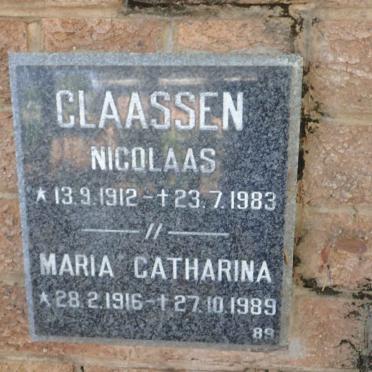 CLAASSEN
NICOLAAS
* 13.9.1912 - † 23.7.1983
//
MARIA CATHARINA
* 28.2.1916 - † 27.10.1989
89